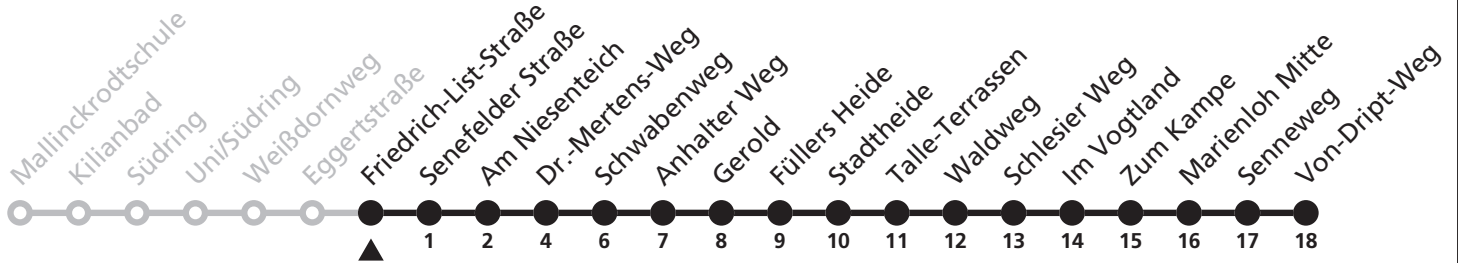 Mallinckrodtschule
Kilianbad
Südring
Uni/Südring
Weißdornweg
Eggertstraße
Friedrich-List-Straße
Senefelder Straße
Am Niesenteich
Dr.-Mertens-Weg
Schwabenweg
Anhalter Weg
Gerold
Füllers Heide
Stadtheide
Talle-Terrassen
Waldweg
Schlesier Weg
Im Vogtland
Zum Kampe
Marienloh Mitte
Senneweg
Von-Dript-Weg
1 2 4 6 7 8 9 10 11 12 13 14 15 16 17 18